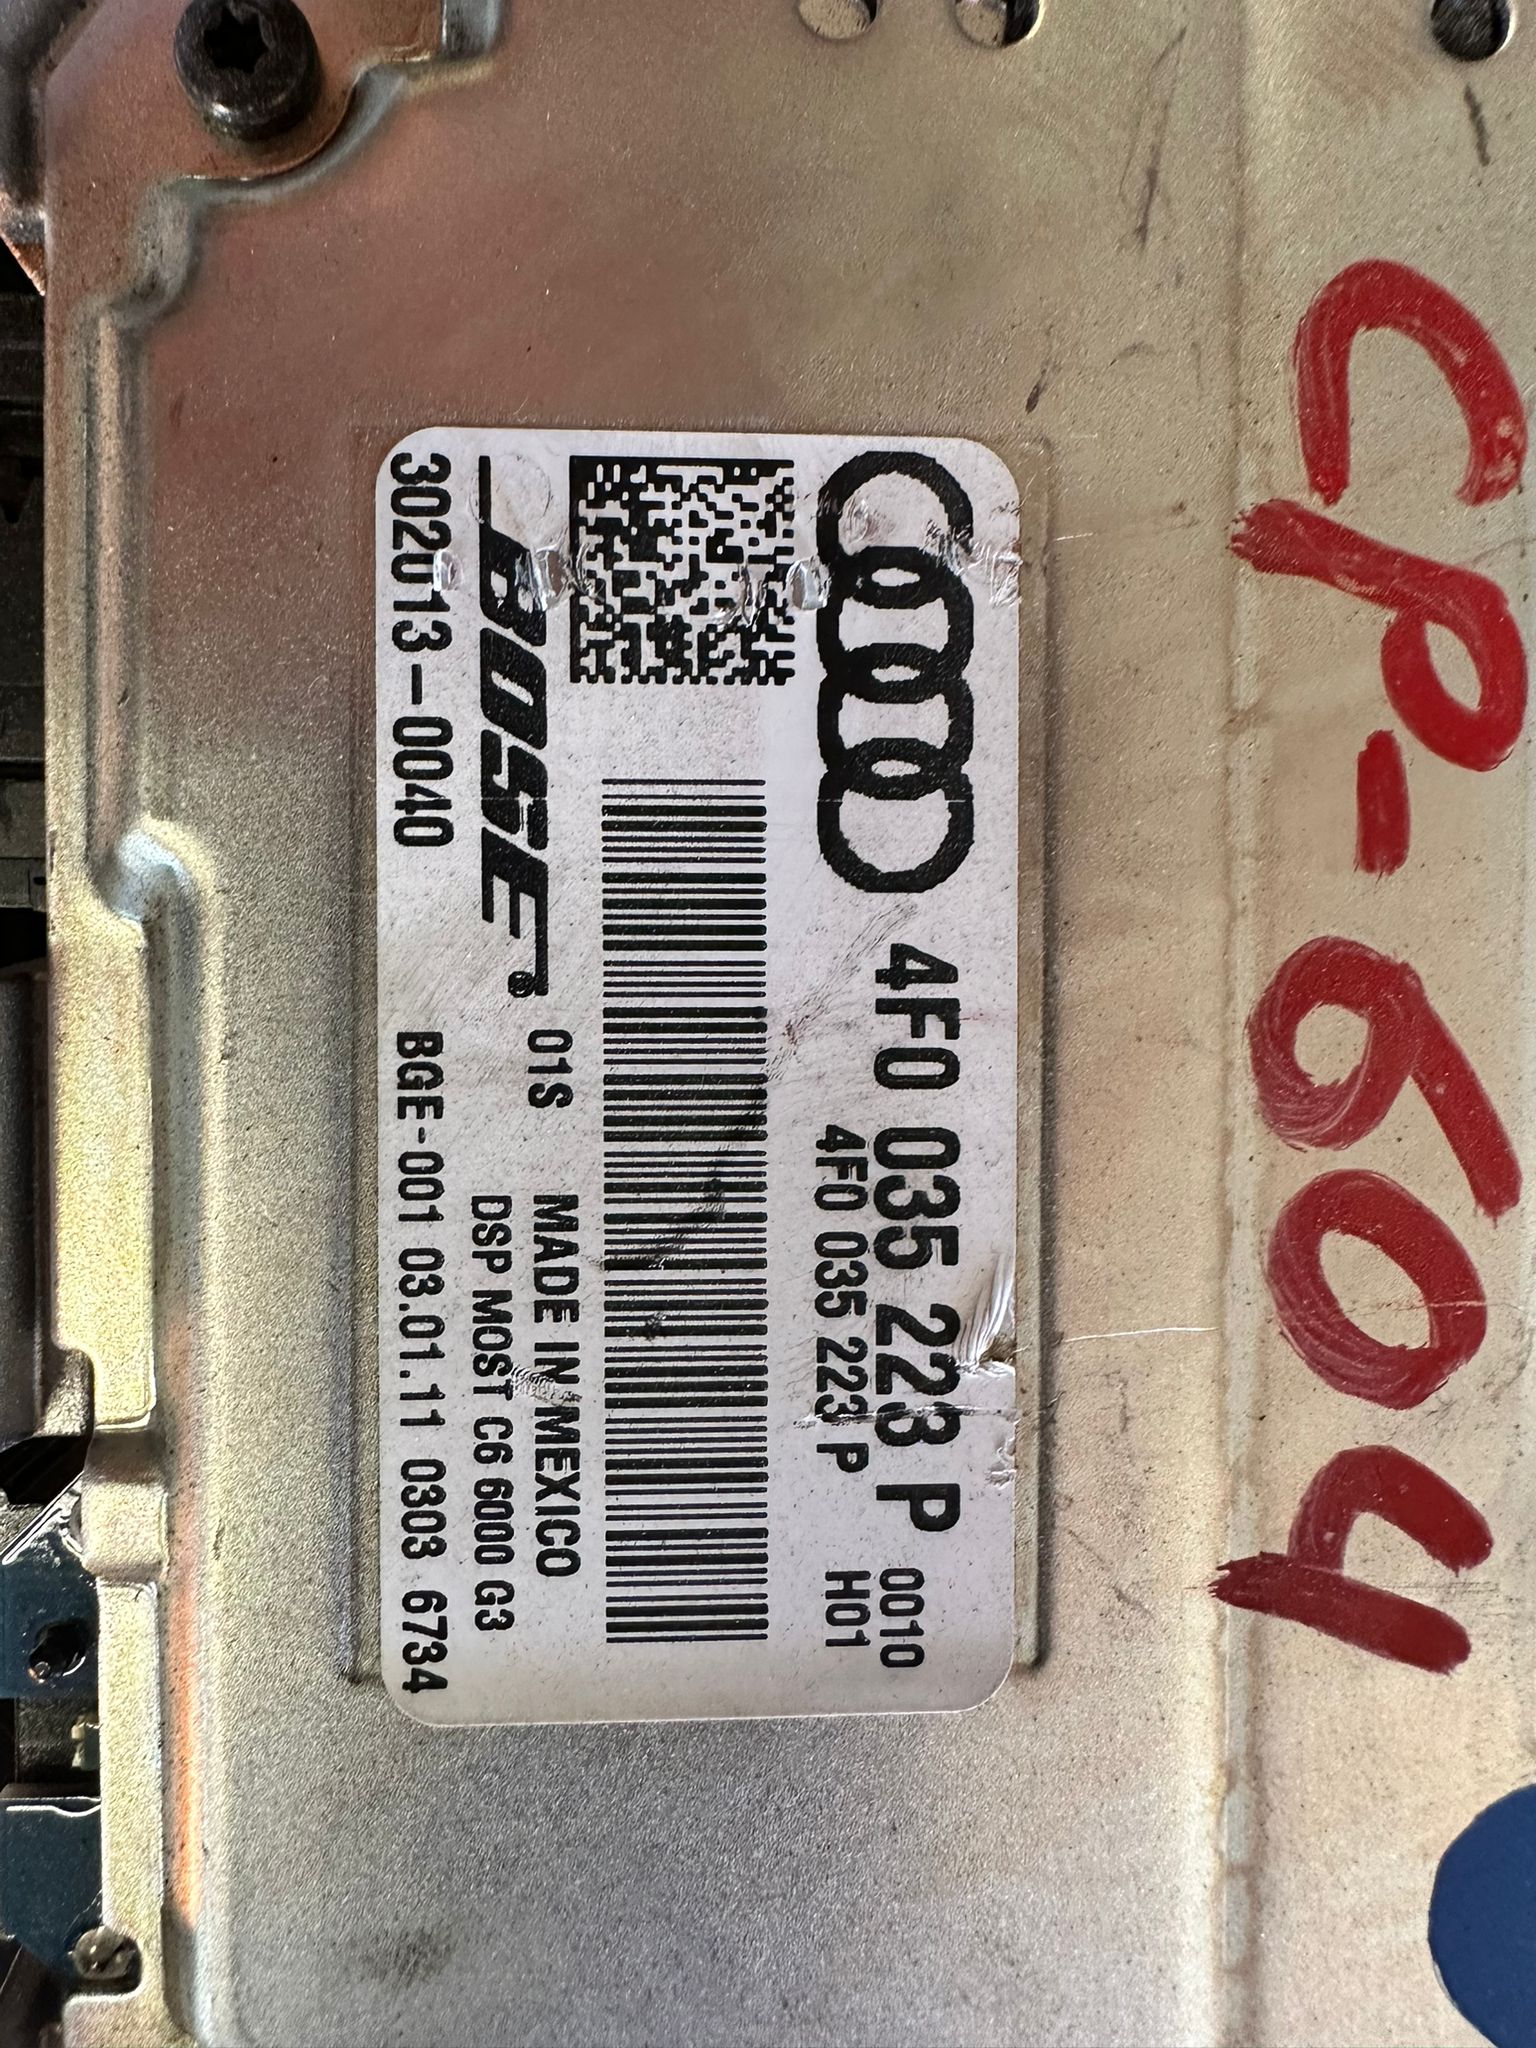 CP-604
4F0 035 223 P 0010
4F0 035 223 P H01
BOSE® 01S MADE IN MEXICO
DSP MOST C6 6000 G3
302013-0040 BGE-001 03.01.11 0303 6734